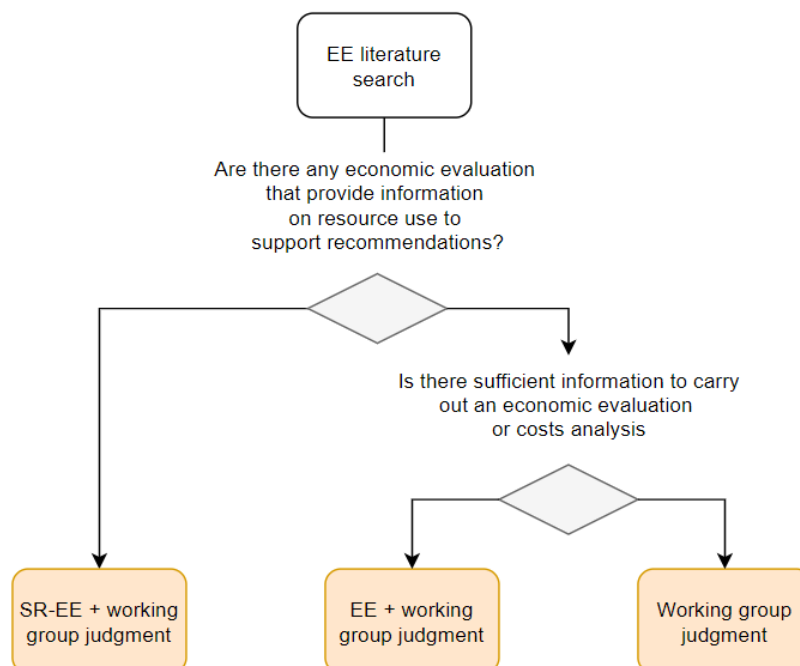 EE literature
search
Are there any economic evaluation
that provide information
on resource use to
support recommendations?
Is there sufficient information to carry
out an economic evaluation
or costs analysis
SR-EE + working
group judgment
EE + working
group judgment
Working group
judgment